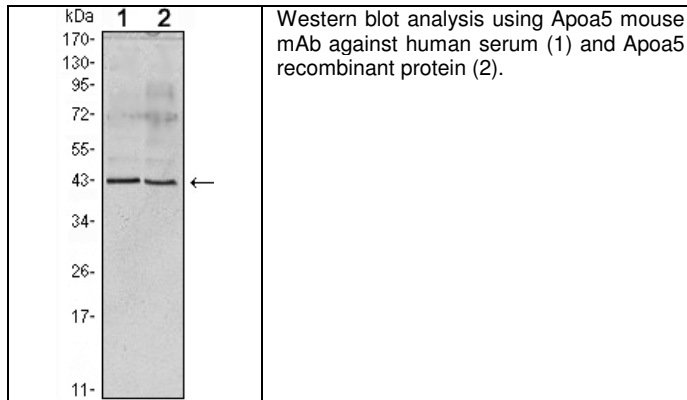 kDa 1 2
170-
130-
95-
72-
55-
43- ←
34-
26-
17-
11-
Western blot analysis using Apoa5 mouse
mAb against human serum (1) and Apoa5
recombinant protein (2).